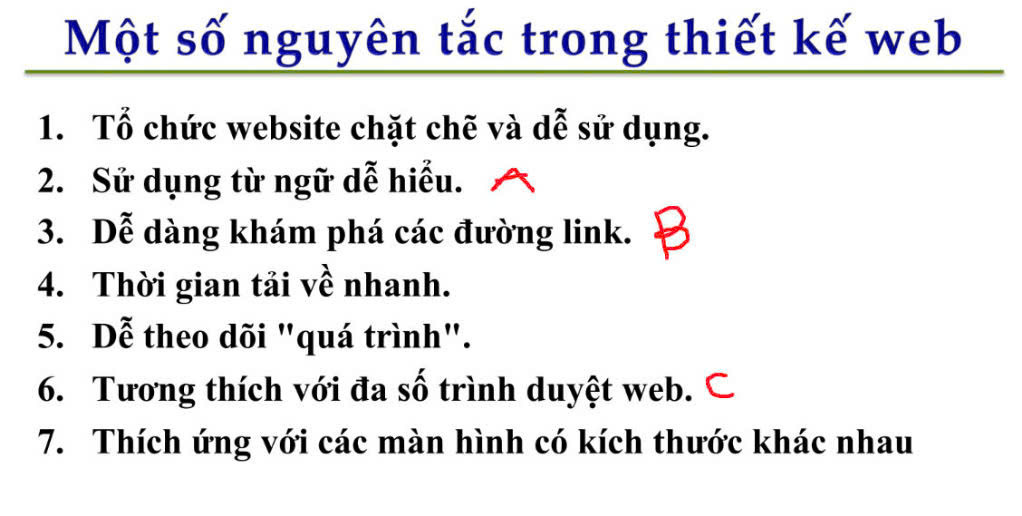 Một số nguyên tắc trong thiết kế web
1. Tổ chức website chặt chẽ và dễ sử dụng.
2. Sử dụng từ ngữ dễ hiểu. A
3. Dễ dàng khám phá các đường link. B
4. Thời gian tải về nhanh.
5. Dễ theo dõi "quá trình".
6. Tương thích với đa số trình duyệt web. C
7. Thích ứng với các màn hình có kích thước khác nhau